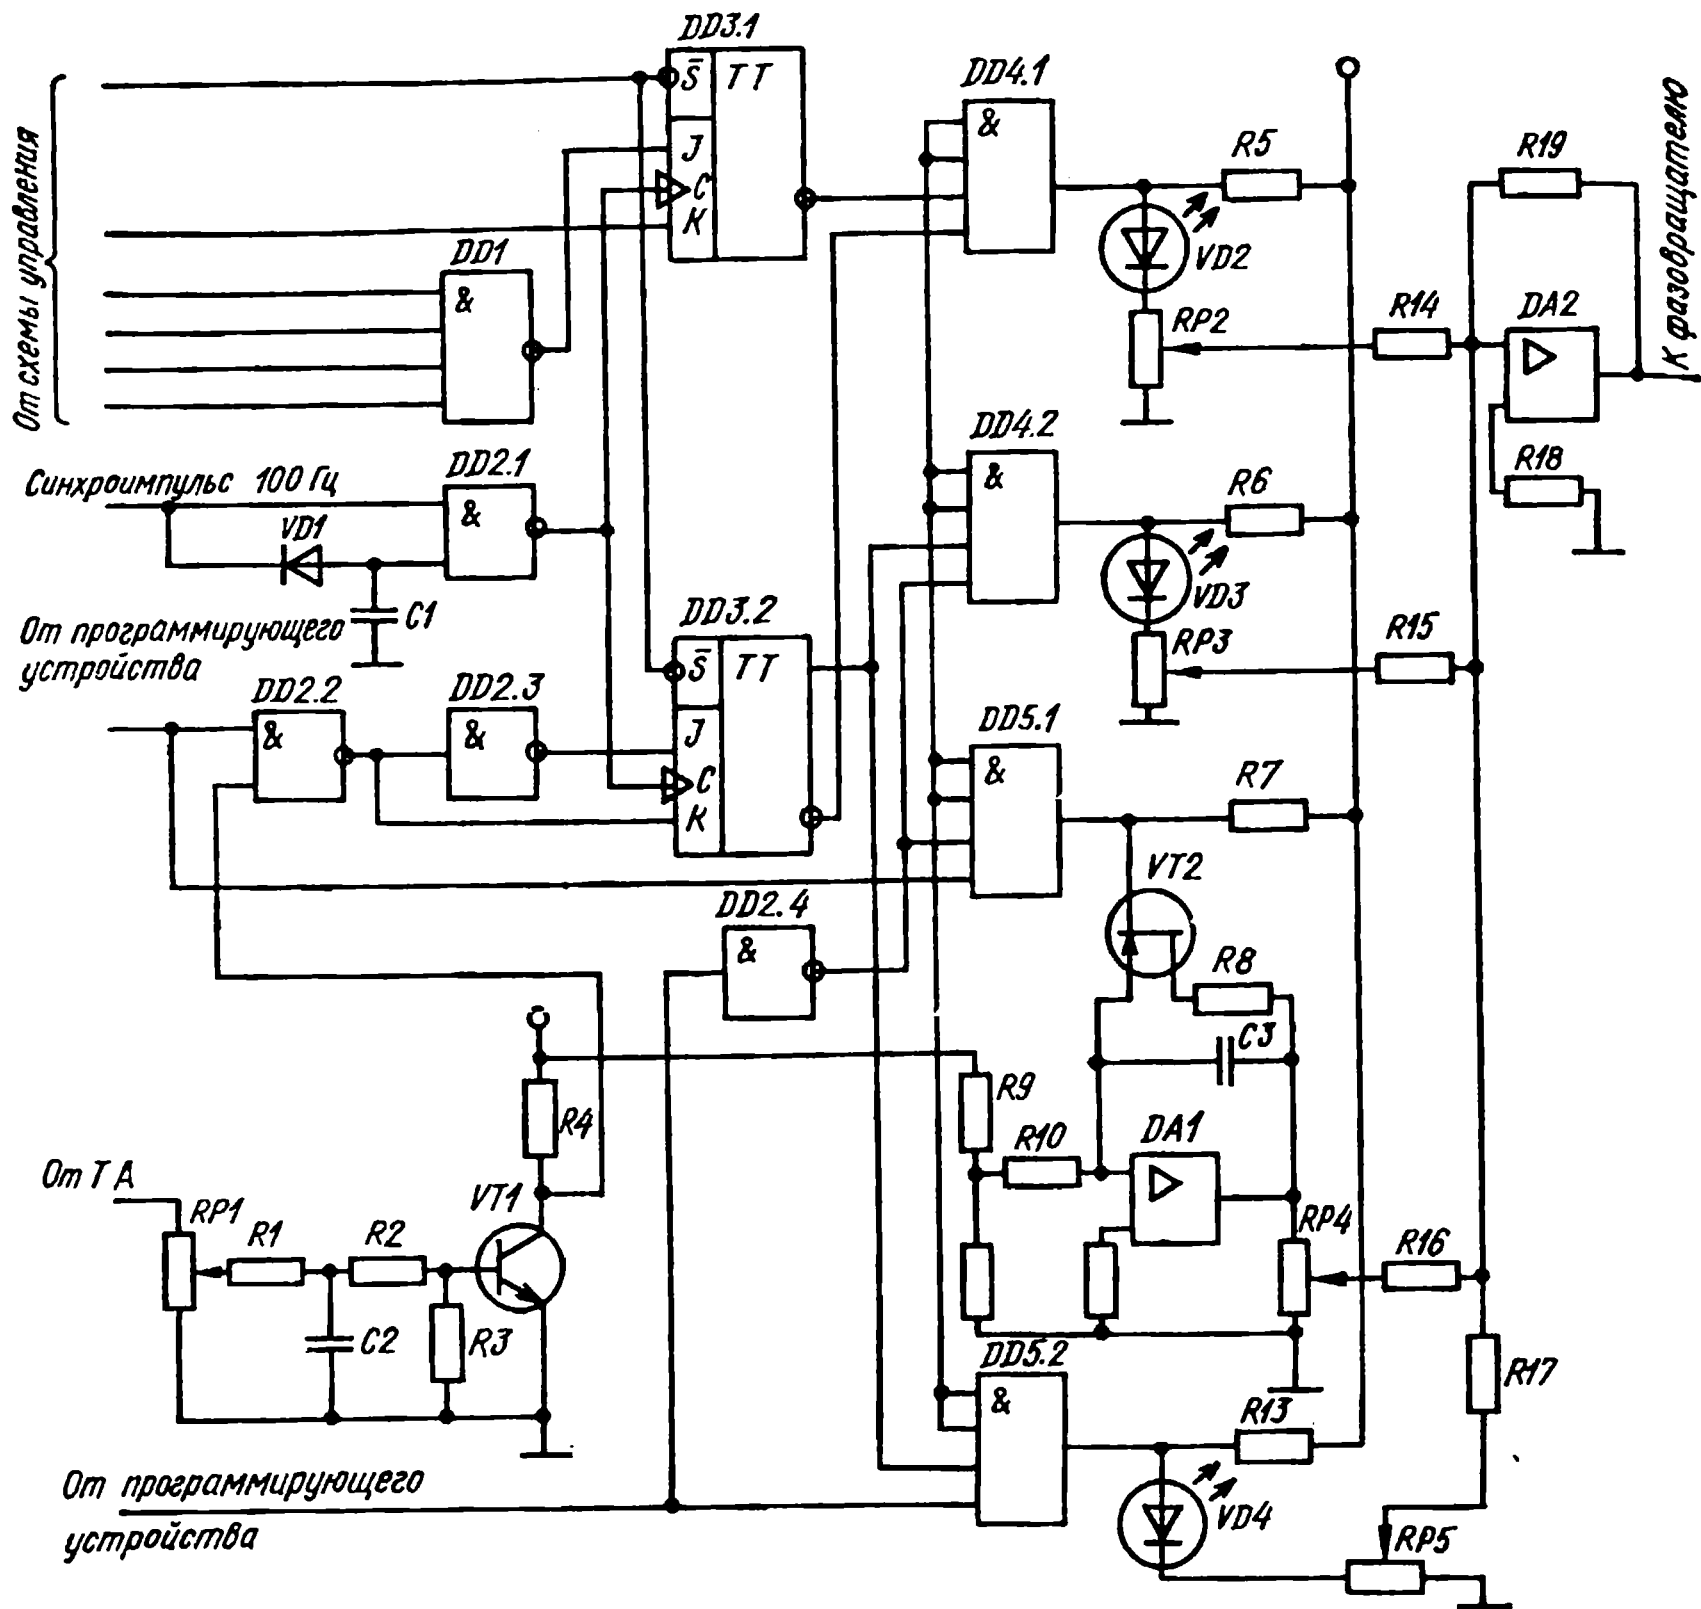 DD3.1
S TT
J
C
K
От схемы управления
DD1
&
DD4.1
&
R5
VD2
RP2
R19
R14
DA2
К фазовращателю
R18
Синхроимпульс 100 Гц
DD2.1
&
VD1
C1
DD4.2
&
R6
VD3
RP3
R15
От программирующего
устройства
DD2.2
&
DD2.3
&
DD3.2
S TT
J
C
K
DD5.1
&
R7
VT2
DD2.4
&
R8
C3
R9
R10
DA1
R4
От ТА
RP1
R1
R2
VT1
C2
R3
RP4
R16
R17
DD5.2
&
R13
VD4
RP5
От программирующего
устройства